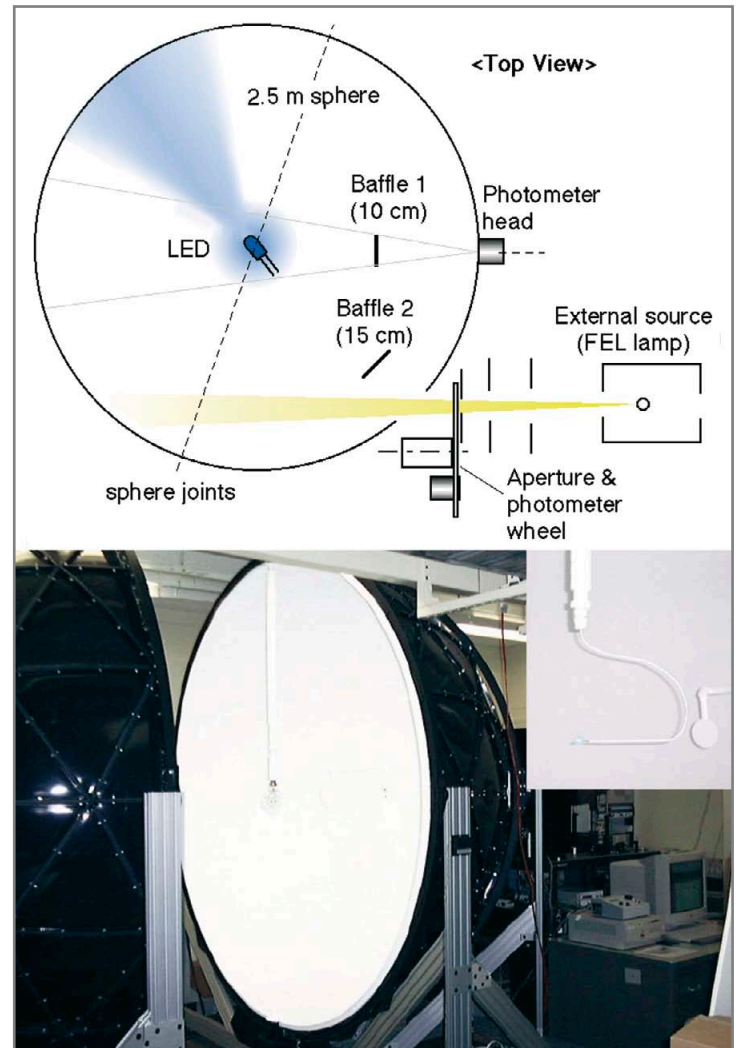 <Top View>
2.5 m sphere
Baffle 1
(10 cm)
Photometer
head
LED
Baffle 2
(15 cm)
External source
(FEL lamp)
sphere joints
Aperture &
photometer
wheel